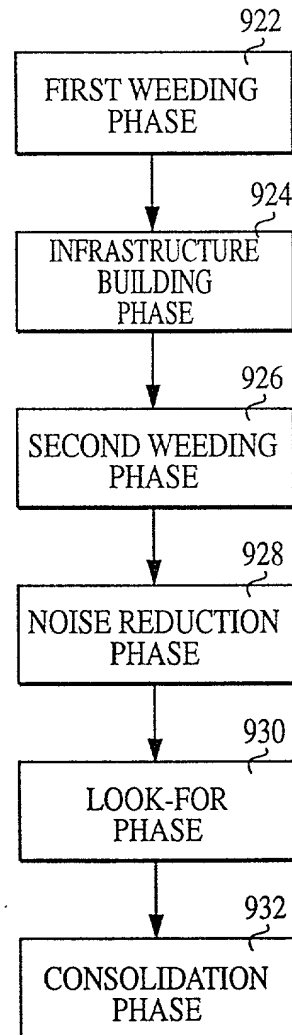 922
FIRST WEEDING
PHASE
924
INFRASTRUCTURE
BUILDING
PHASE
926
SECOND WEEDING
PHASE
928
NOISE REDUCTION
PHASE
930
LOOK-FOR
PHASE
932
CONSOLIDATION
PHASE